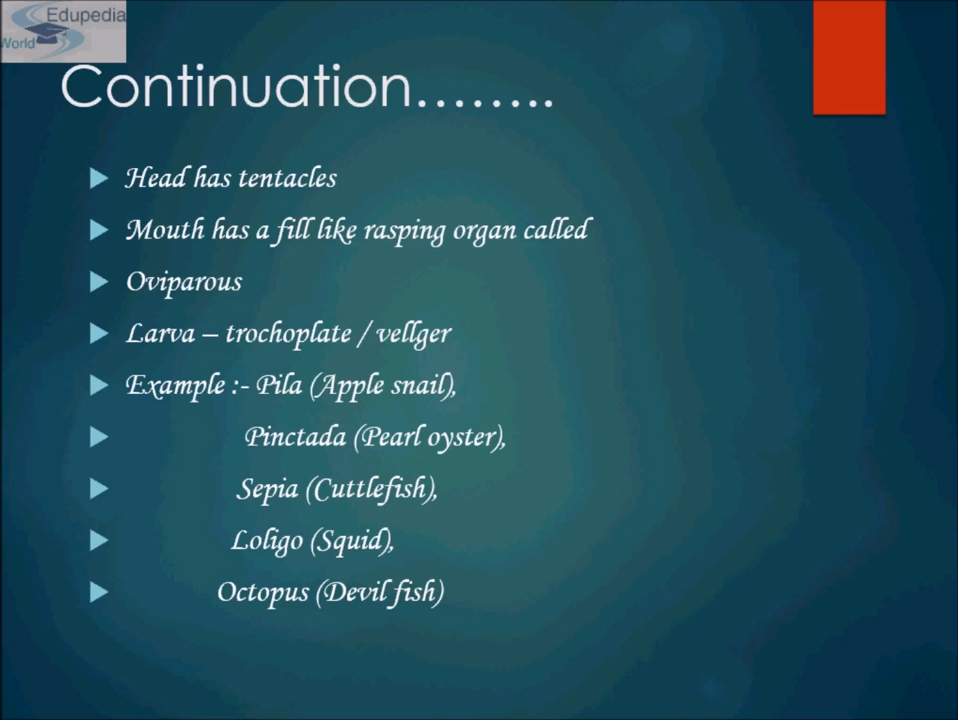 Edupedia
World
Continuation……..
Head has tentacles
Mouth has a fill like rasping organ called
Oviparous
Larva – trochoplate / vellger
Example :- Pila (Apple snail),
Pinctada (Pearl oyster),
Sepia (Cuttlefish),
Loligo (Squid),
Octopus (Devil fish)